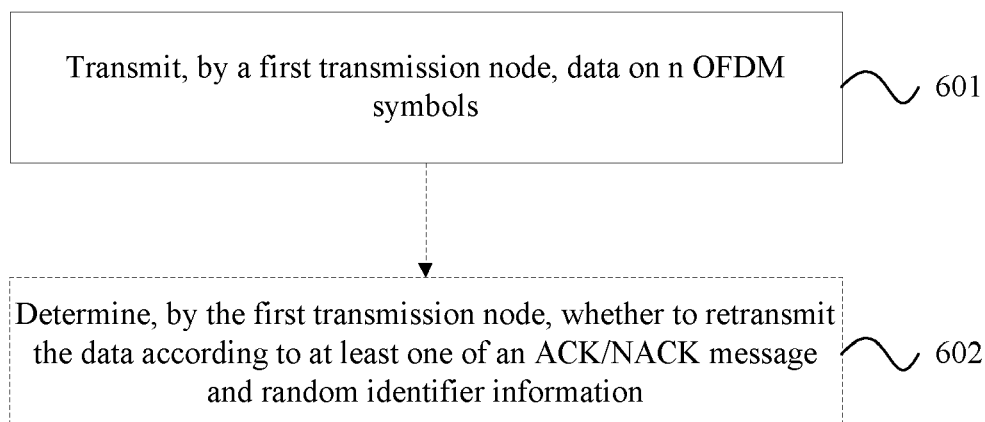 Transmit, by a first transmission node, data on n OFDM
symbols
601
Determine, by the first transmission node, whether to retransmit
the data according to at least one of an ACK/NACK message
and random identifier information
602